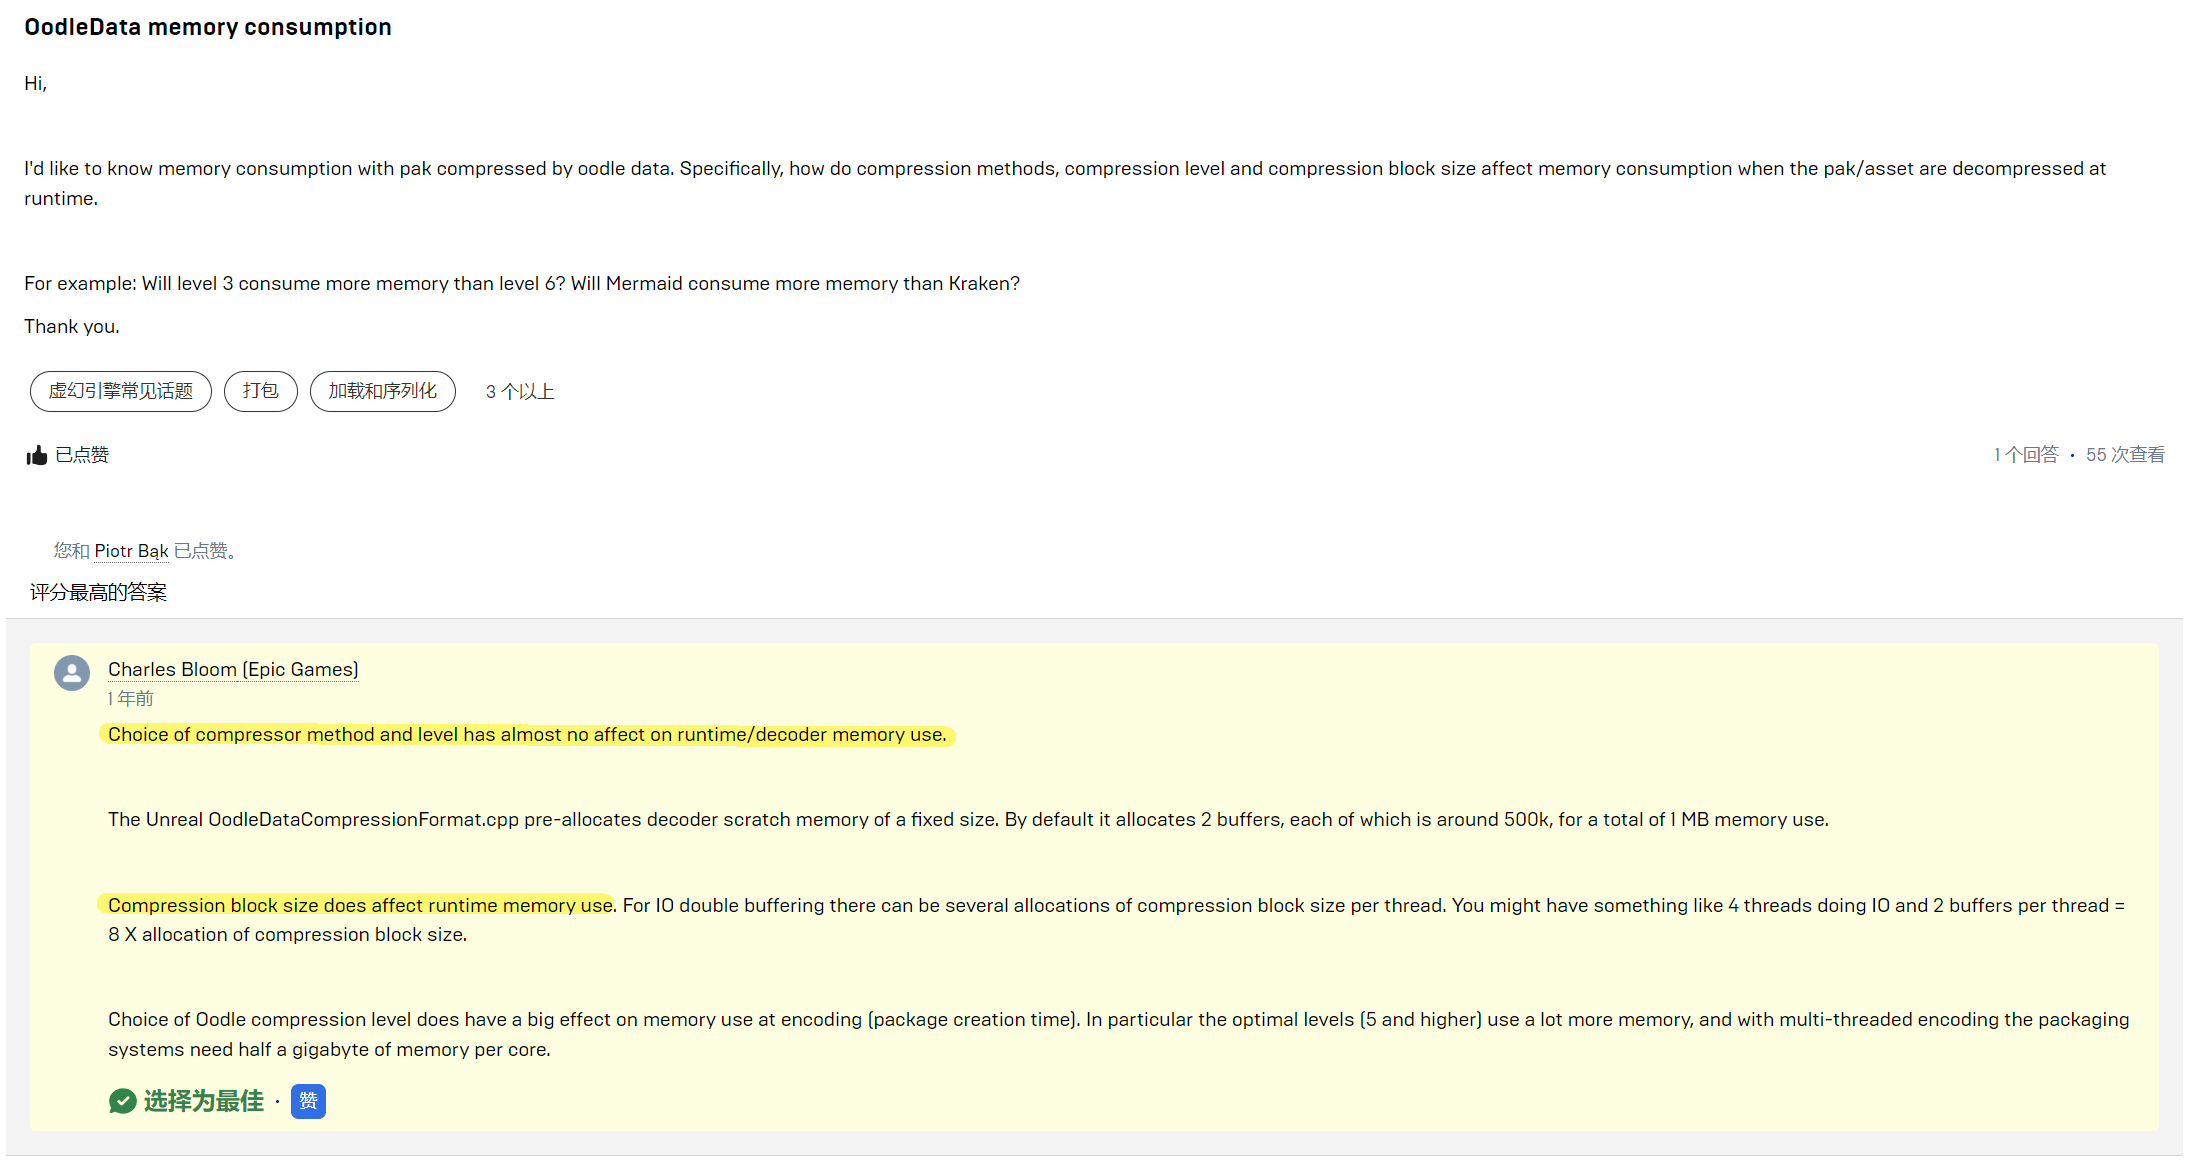 OodleData memory consumption
Hi,
I'd like to know memory consumption with pak compressed by oodle data. Specifically, how do compression methods, compression level and compression block size affect memory consumption when the pak/asset are decompressed at
runtime.
For example: Will level 3 consume more memory than level 6? Will Mermaid consume more memory than Kraken?
Thank you.
虚幻引擎常见话题 打包 加载和序列化 3 个以上
已点赞 1 个回答 · 55 次查看
您和 Piotr Bąk 已点赞。
评分最高的答案
Charles Bloom (Epic Games)
1 年前
Choice of compressor method and level has almost no affect on runtime/decoder memory use.
The Unreal OodleDataCompressionFormat.cpp pre-allocates decoder scratch memory of a fixed size. By default it allocates 2 buffers, each of which is around 500k, for a total of 1 MB memory use.
Compression block size does affect runtime memory use. For IO double buffering there can be several allocations of compression block size per thread. You might have something like 4 threads doing IO and 2 buffers per thread =
8 X allocation of compression block size.
Choice of Oodle compression level does have a big effect on memory use at encoding (package creation time). In particular the optimal levels (5 and higher) use a lot more memory, and with multi-threaded encoding the packaging
systems need half a gigabyte of memory per core.
选择为最佳 · 赞